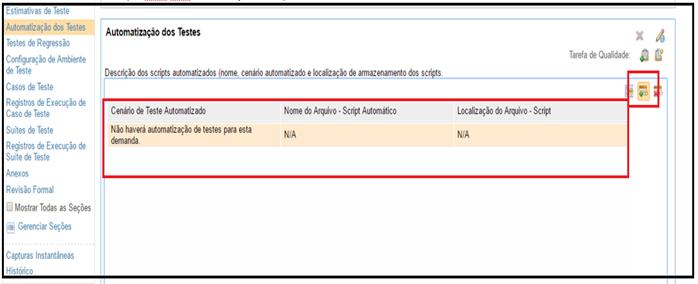 Estimativas de Teste
Automatização dos Testes
Testes de Regressão
Configuração de Ambiente
de Teste
Casos de Teste
Registros de Execução de
Caso de Teste
Suítes de Teste
Registros de Execução de
Suíte de Teste
Anexos
Revisão Formal
Mostrar Todas as Seções
Gerenciar Seções
Capturas Instantâneas
Histórico
Automatização dos Testes
Tarefa de Qualidade:
Descrição dos scripts automatizados (nome, cenário automatizado e localização de armazenamento dos scripts.
Cenário de Teste Automatizado Nome do Arquivo - Script Automático Localização do Arquivo - Script
Não haverá automatização de testes para esta
demanda. N/A N/A